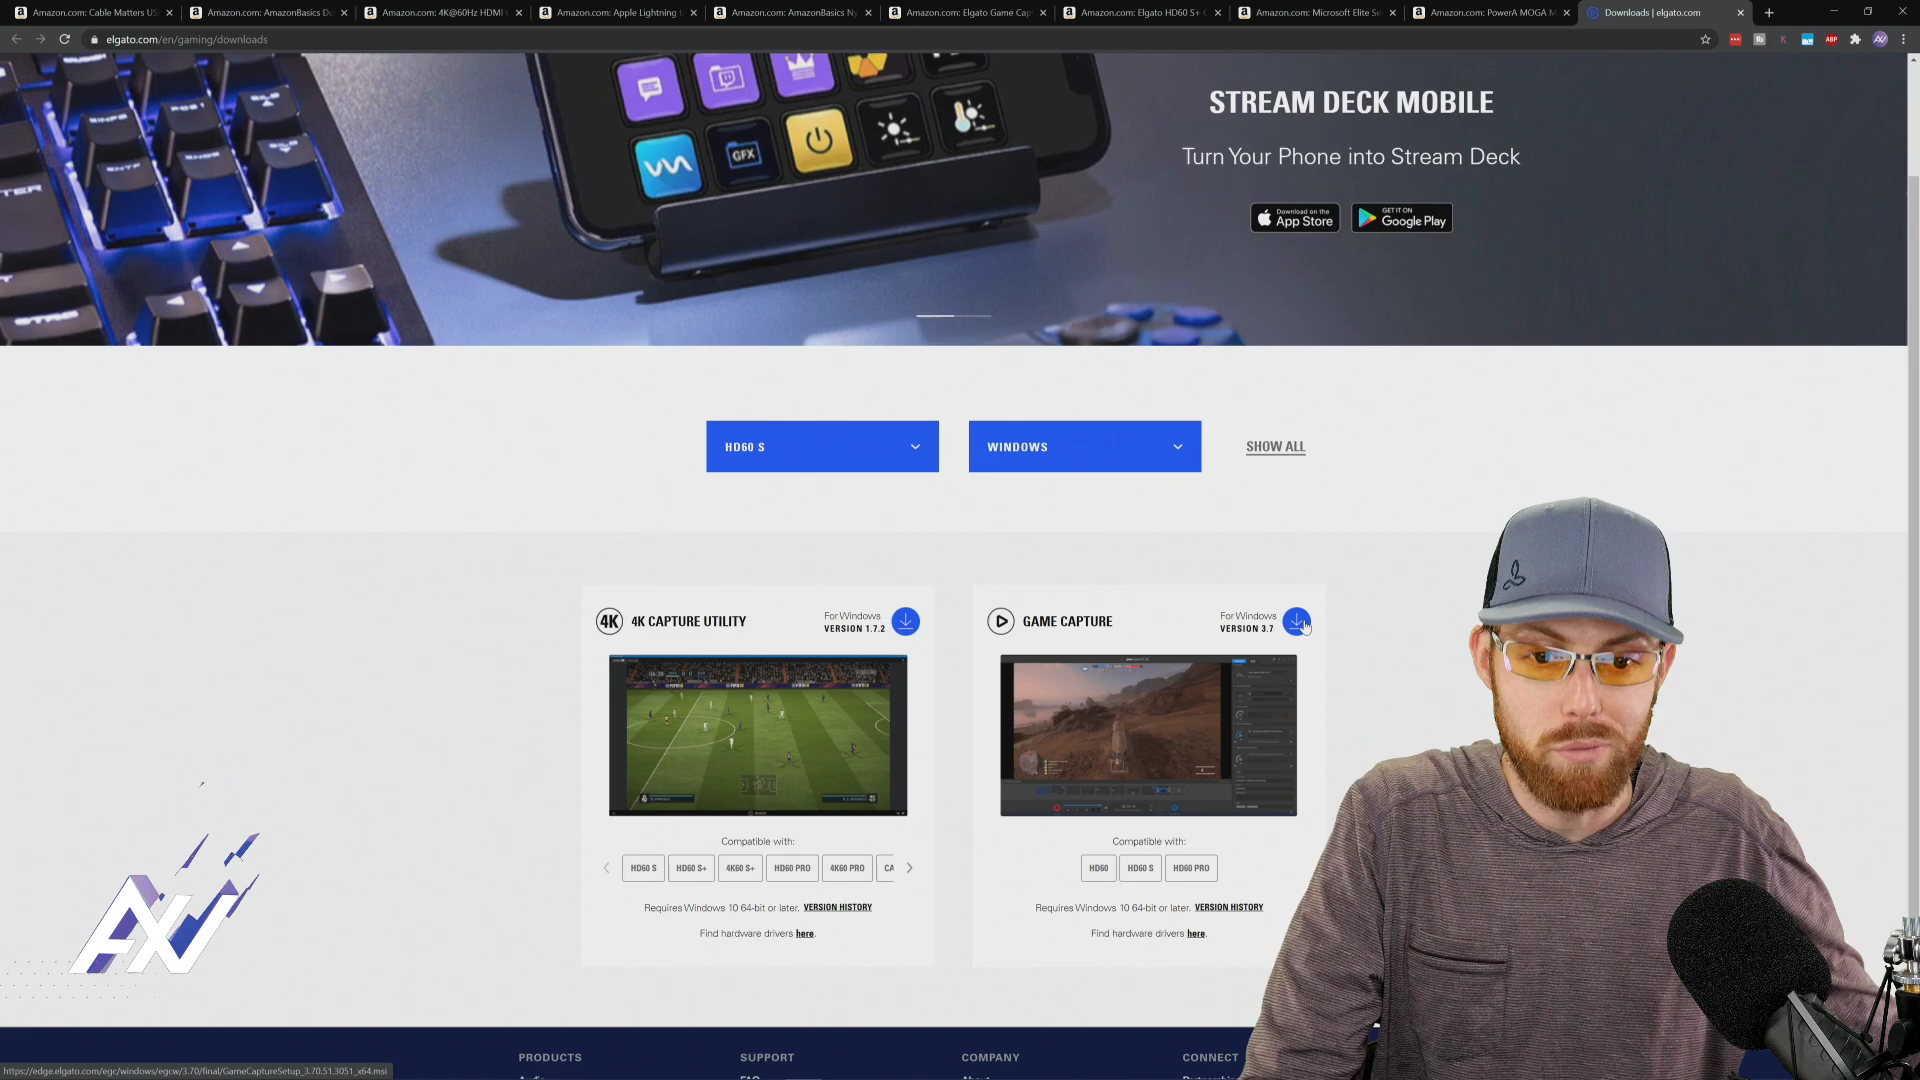 Amazon.com: Cable Matters US
Amazon.com: AmazonBasics Do
Amazon.com: 4K@60Hz HDMI
Amazon.com: Apple Lightning t
Amazon.com: AmazonBasics Ny
Amazon.com: Elgato Game Cap
Amazon.com: Elgato HD60 S+ C
Amazon.com: Microsoft Elite Se
Amazon.com: PowerA MOGA M
Downloads | elgato.com
elgato.com/en/gaming/downloads
ABP
GFX
STREAM DECK MOBILE
Turn Your Phone into Stream Deck
Download on the
App Store
GET IT ON
Google Play
HD60 S
WINDOWS
SHOW ALL
4K
4K CAPTURE UTILITY
For Windows
VERSION 1.7.2
Compatible with:
HD60 S
HD60 S+
4K60 S+
HD60 PRO
4K60 PRO
CA
Requires Windows 10 64-bit or later. VERSION HISTORY
Find hardware drivers here.
GAME CAPTURE
For Windows
VERSION 3.7
Compatible with:
HD60
HD60 S
HD60 PRO
Requires Windows 10 64-bit or later. VERSION HISTORY
Find hardware drivers here.
PRODUCTS
SUPPORT
COMPANY
CONNECT
https://edge.elgato.com/egc/windows/egcw/3.70/final/GameCaptureSetup_3.70.51.3051_x64.msi